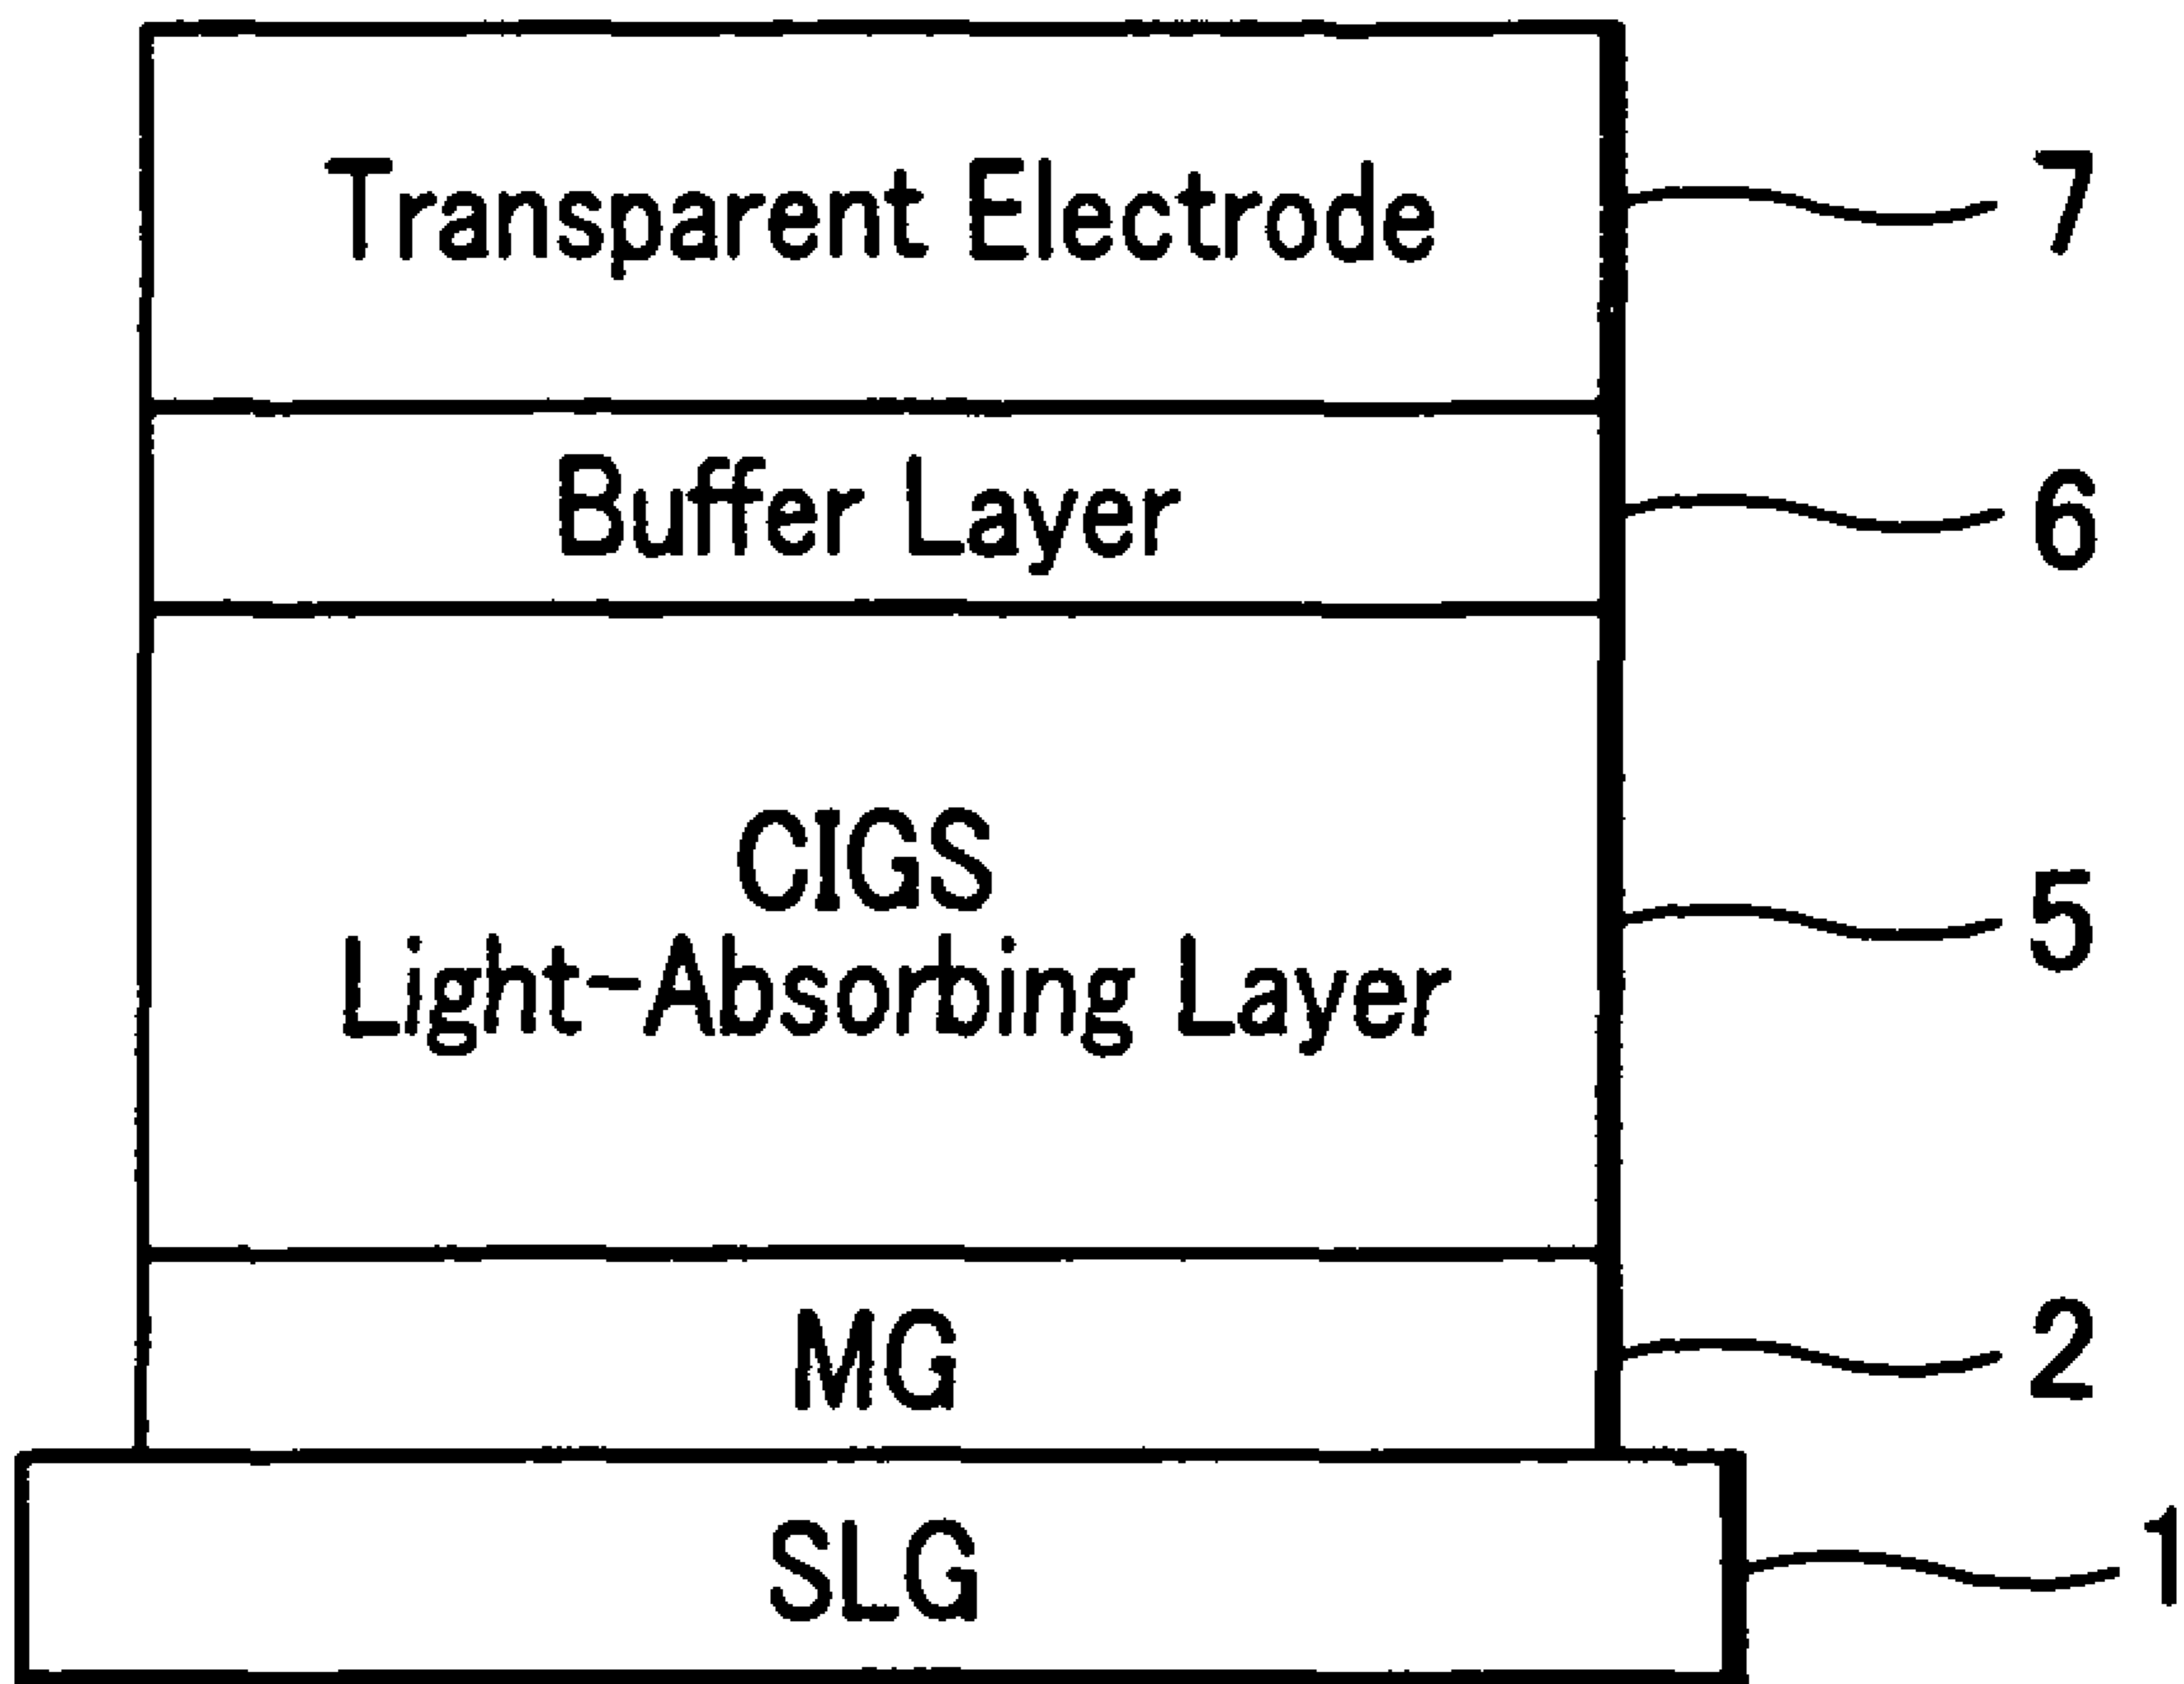 Transparent Electrode 7
Buffer Layer 6
CIGS
Light-Absorbing Layer 5
MG 2
SLG 1